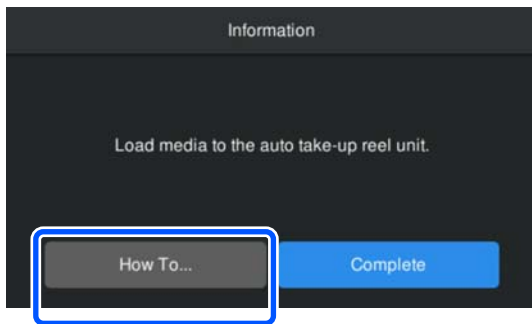 Information
Load media to the auto take-up reel unit.
How To...
Complete